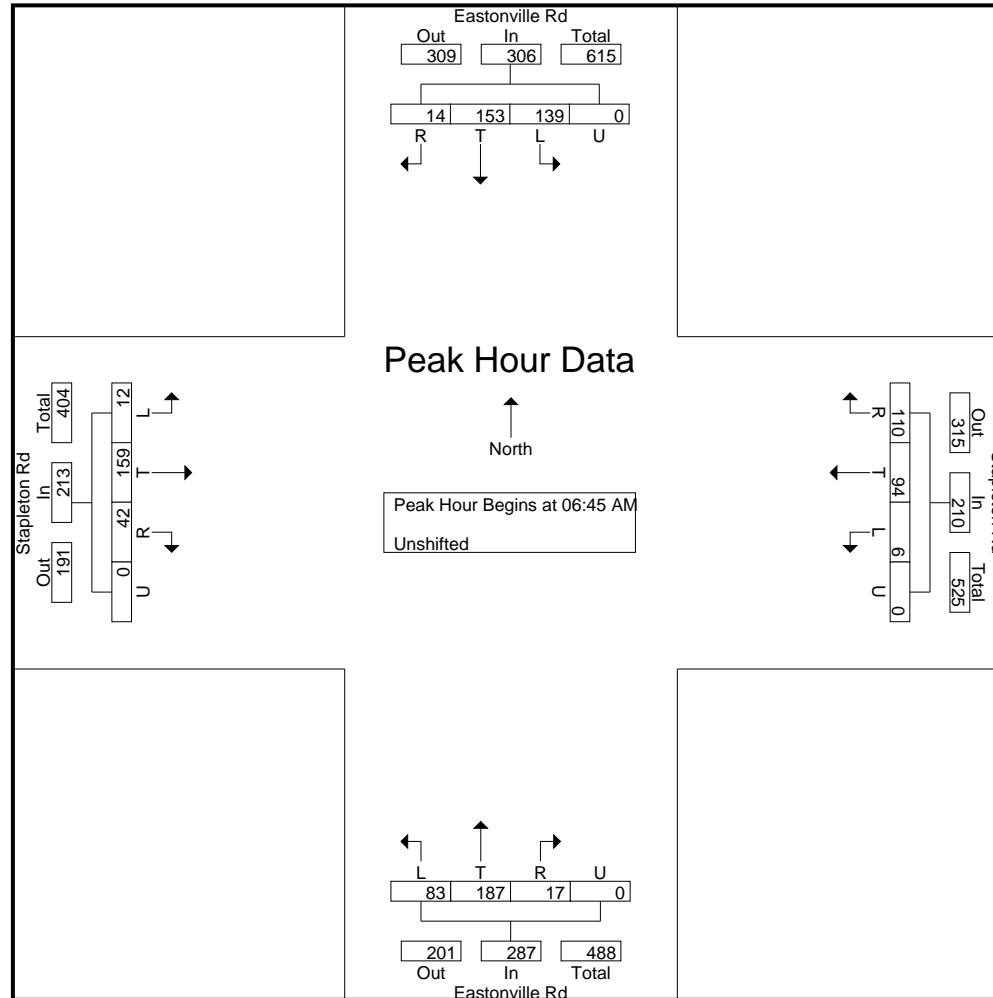 Eastonville Rd
Out In Total
309 306 615
14 153 139 0
R T L U
Peak Hour Data
North
Peak Hour Begins at 06:45 AM
Unshifted
Stapleton Rd
Out In Total
191 213 404
12 159 42 0
L T R U
Out In Total
315 210 525
110 94 6 0
R T L U
L T R U
83 187 17 0
201 287 488
Out In Total
Eastonville Rd